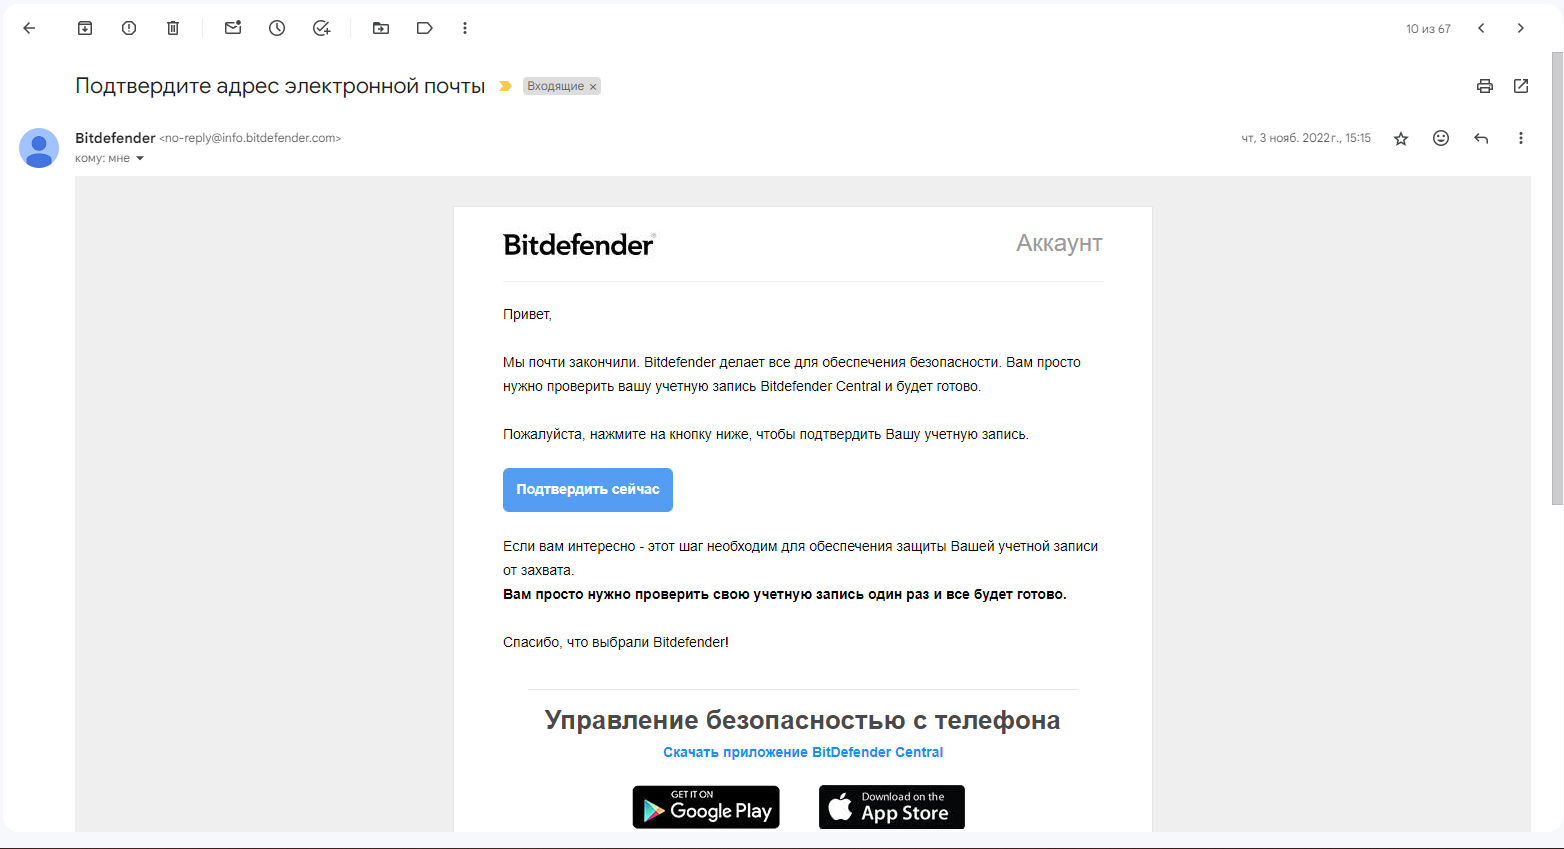 10 из 67
Подтвердите адрес электронной почты
Входящие ×
Bitdefender <no-reply@info.bitdefender.com>
чт, 3 нояб. 2022 г., 15:15
кому: мне
Bitdefender®
Аккаунт
Привет,
Мы почти закончили. Bitdefender делает все для обеспечения безопасности. Вам просто
нужно проверить вашу учетную запись Bitdefender Central и будет готово.
Пожалуйста, нажмите на кнопку ниже, чтобы подтвердить Вашу учетную запись.
Подтвердить сейчас
Если вам интересно - этот шаг необходим для обеспечения защиты Вашей учетной записи
от захвата.
Вам просто нужно проверить свою учетную запись один раз и все будет готово.
Спасибо, что выбрали Bitdefender!
Управление безопасностью с телефона
Скачать приложение BitDefender Central
GET IT ON
Google Play
Download on the
App Store